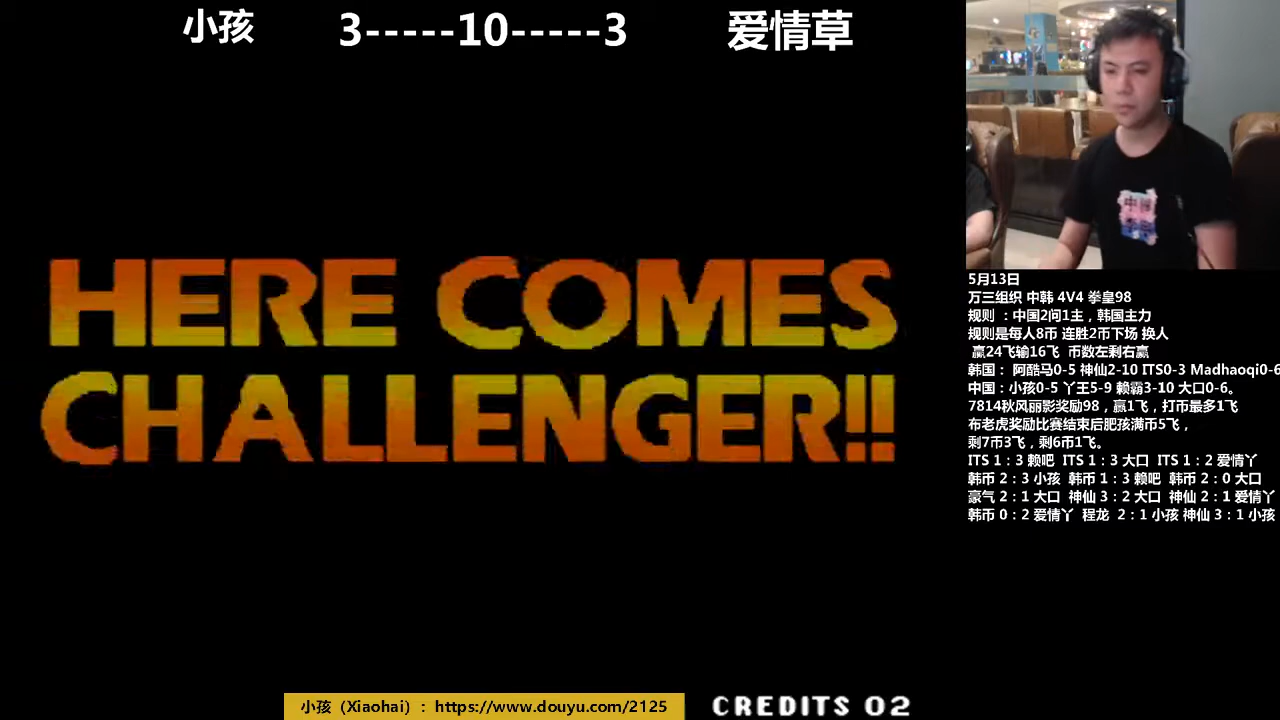 小孩 3-----10-----3 爱情草
HERE COMES
CHALLENGER!!
5月13日
万三组织 中韩 4V4 拳皇98
规则 ：中国2问1主，韩国主力
规则是每人8币 连胜2币下场 换人
赢24飞输16飞 币数左剩右赢
韩国： 阿酷马0-5 神仙2-10 ITS0-3 Madhaoqi0-6
中国：小孩0-5 丫王5-9 赖霸3-10 大口0-6。
7814秋风丽影奖励98，赢1飞，打币最多1飞
布老虎奖励比赛结束后肥孩满币5飞，
剩7币3飞，剩6币1飞。
ITS 1：3 赖吧 ITS 1：3 大口 ITS 1：2 爱情丫
韩币 2：3 小孩 韩币 1：3 赖吧 韩币 2：0 大口
豪气 2：1 大口 神仙 3：2 大口 神仙 2：1 爱情丫
韩币 0：2 爱情丫 程龙 2：1 小孩 神仙 3：1 小孩
小孩（Xiaohai）：https://www.douyu.com/2125
CREDITS 02